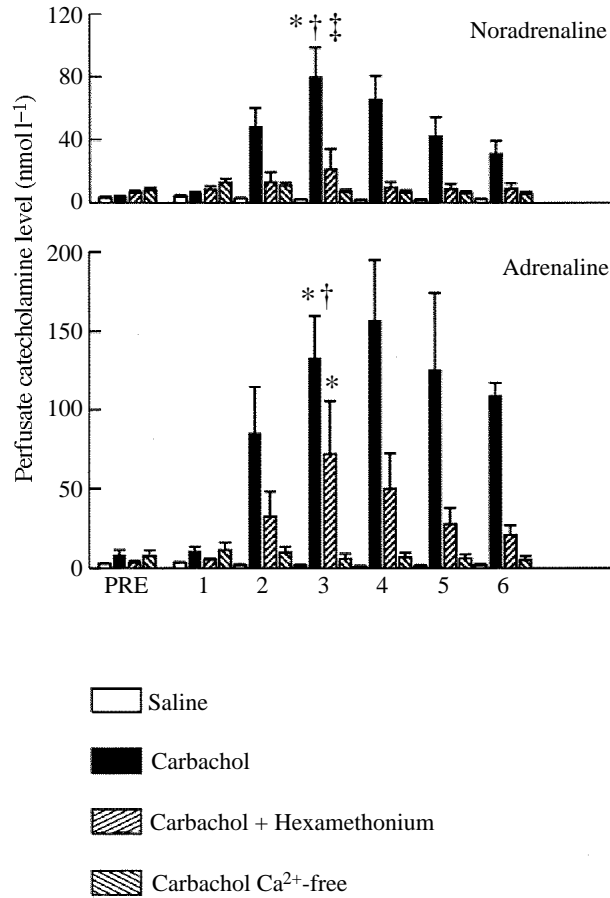 120
Noradrenaline
* † ‡
80
40
0
200
Adrenaline
* †
150
*
100
50
0
Perfusate catecholamine level (nmol l⁻¹)
PRE 1 2 3 4 5 6
Saline
Carbachol
Carbachol + Hexamethonium
Carbachol Ca²⁺-free